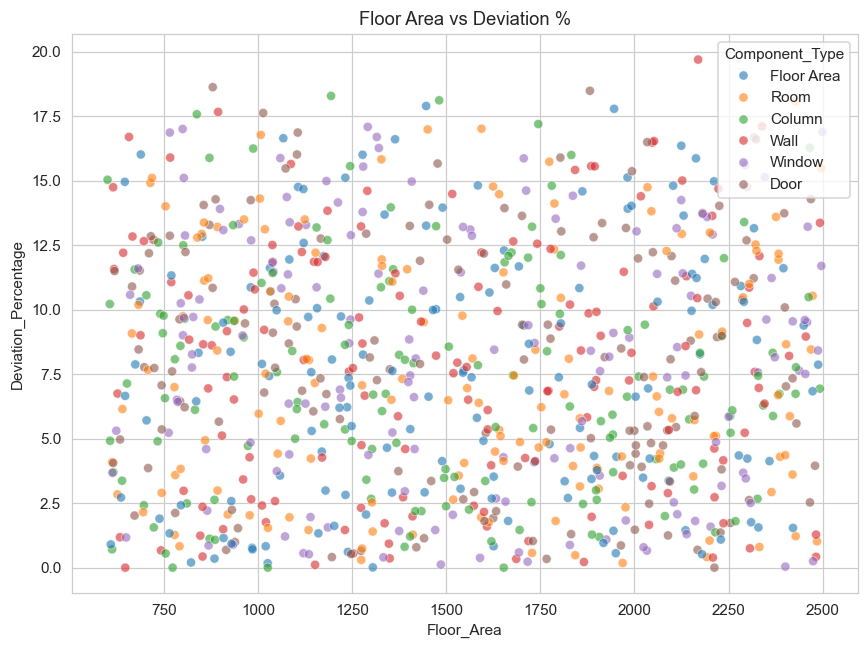 Floor Area vs Deviation %
Component_Type
Floor Area
Room
Column
Wall
Window
Door
Deviation_Percentage
20.0
17.5
15.0
12.5
10.0
7.5
5.0
2.5
0.0
750 1000 1250 1500 1750 2000 2250 2500
Floor_Area